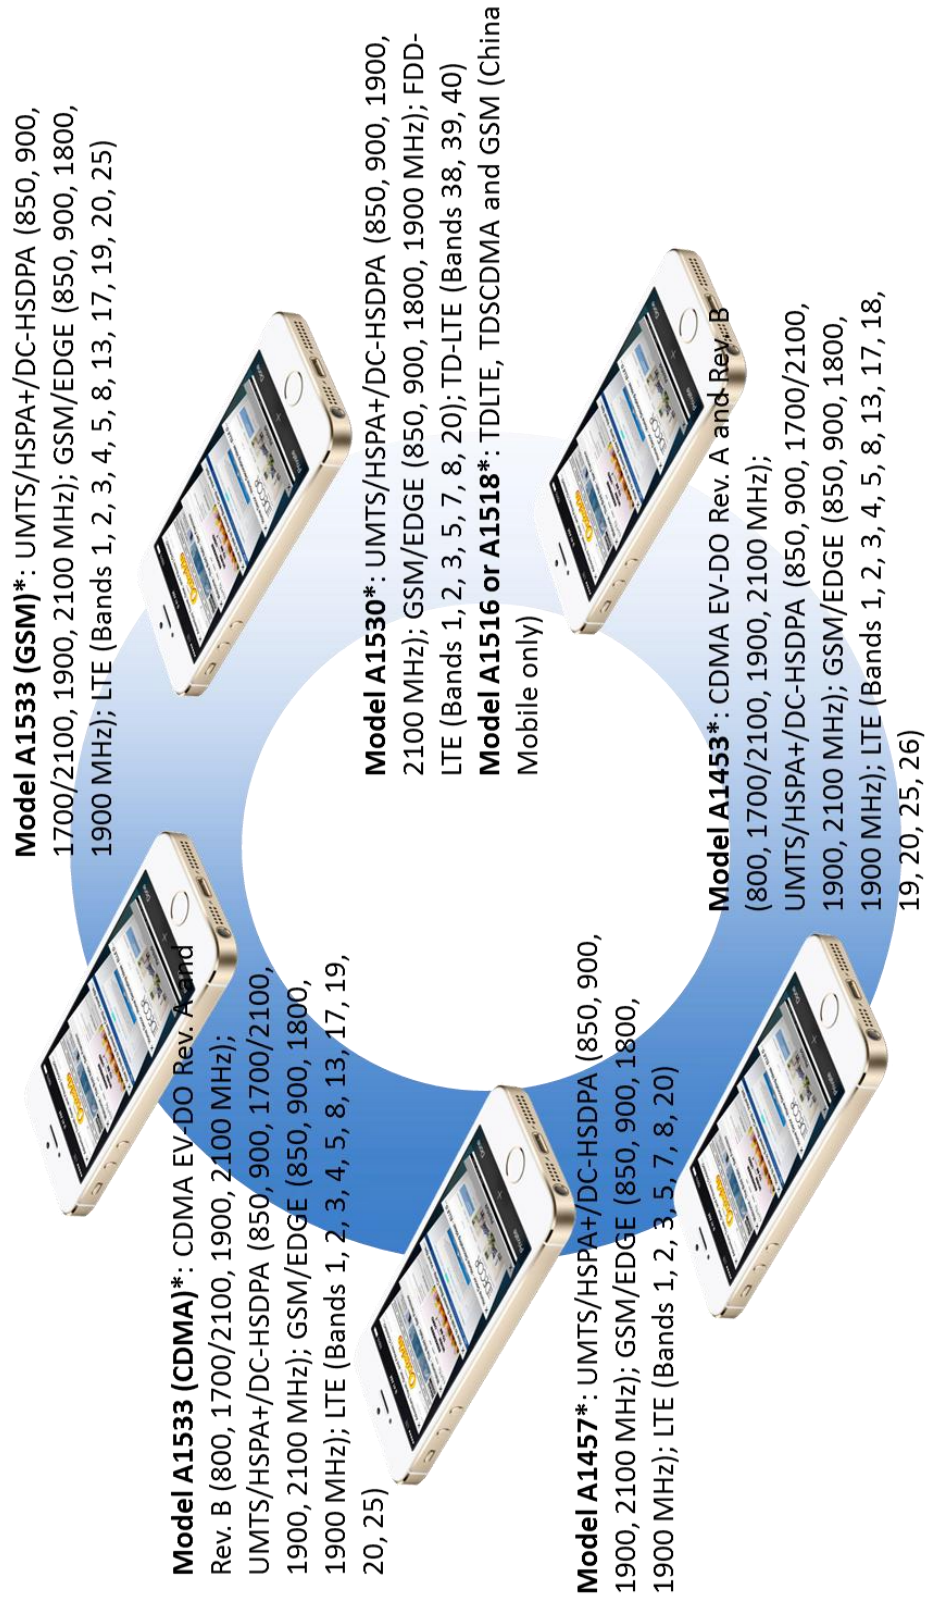 Model A1533 (GSM)*: UMTS/HSPA+/DC-HSDPA (850, 900,
1700/2100, 1900, 2100 MHz); GSM/EDGE (850, 900, 1800,
1900 MHz); LTE (Bands 1, 2, 3, 4, 5, 8, 13, 17, 19, 20, 25)
Model A1533 (CDMA)*: CDMA EV-DO Rev. A and
Rev. B (800, 1700/2100, 1900, 2100 MHz);
UMTS/HSPA+/DC-HSDPA (850, 900, 1700/2100,
1900, 2100 MHz); GSM/EDGE (850, 900, 1800,
1900 MHz); LTE (Bands 1, 2, 3, 4, 5, 8, 13, 17, 19,
20, 25)
Model A1530*: UMTS/HSPA+/DC-HSDPA (850, 900, 1900,
2100 MHz); GSM/EDGE (850, 900, 1800, 1900 MHz); FDD-
LTE (Bands 1, 2, 3, 5, 7, 8, 20); TD-LTE (Bands 38, 39, 40)
Model A1516 or A1518*: TDLTE, TDSCDMA and GSM (China
Mobile only)
Model A1457*: UMTS/HSPA+/DC-HSDPA (850, 900,
1900, 2100 MHz); GSM/EDGE (850, 900, 1800,
1900 MHz); LTE (Bands 1, 2, 3, 5, 7, 8, 20)
Model A1453*: CDMA EV-DO Rev. A and Rev. B
(800, 1700/2100, 1900, 2100 MHz);
UMTS/HSPA+/DC-HSDPA (850, 900, 1700/2100,
1900, 2100 MHz); GSM/EDGE (850, 900, 1800,
1900 MHz); LTE (Bands 1, 2, 3, 4, 5, 8, 13, 17, 18,
19, 20, 25, 26)